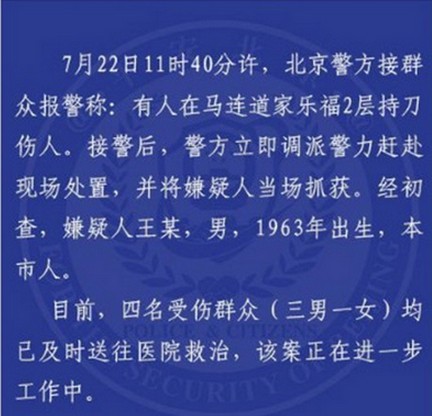 7月22日11时40分许，北京警方接群
众报警称：有人在马连道家乐福2层持刀
伤人。接警后，警方立即调派警力赶赴
现场处置，并将嫌疑人当场抓获。经初
查，嫌疑人王某，男，1963年出生，本
市人。
目前，四名受伤群众（三男一女）均
已及时送往医院救治，该案正在进一步
工作中。
POLICE & CITIZENS
SECURITY OF BEIJING